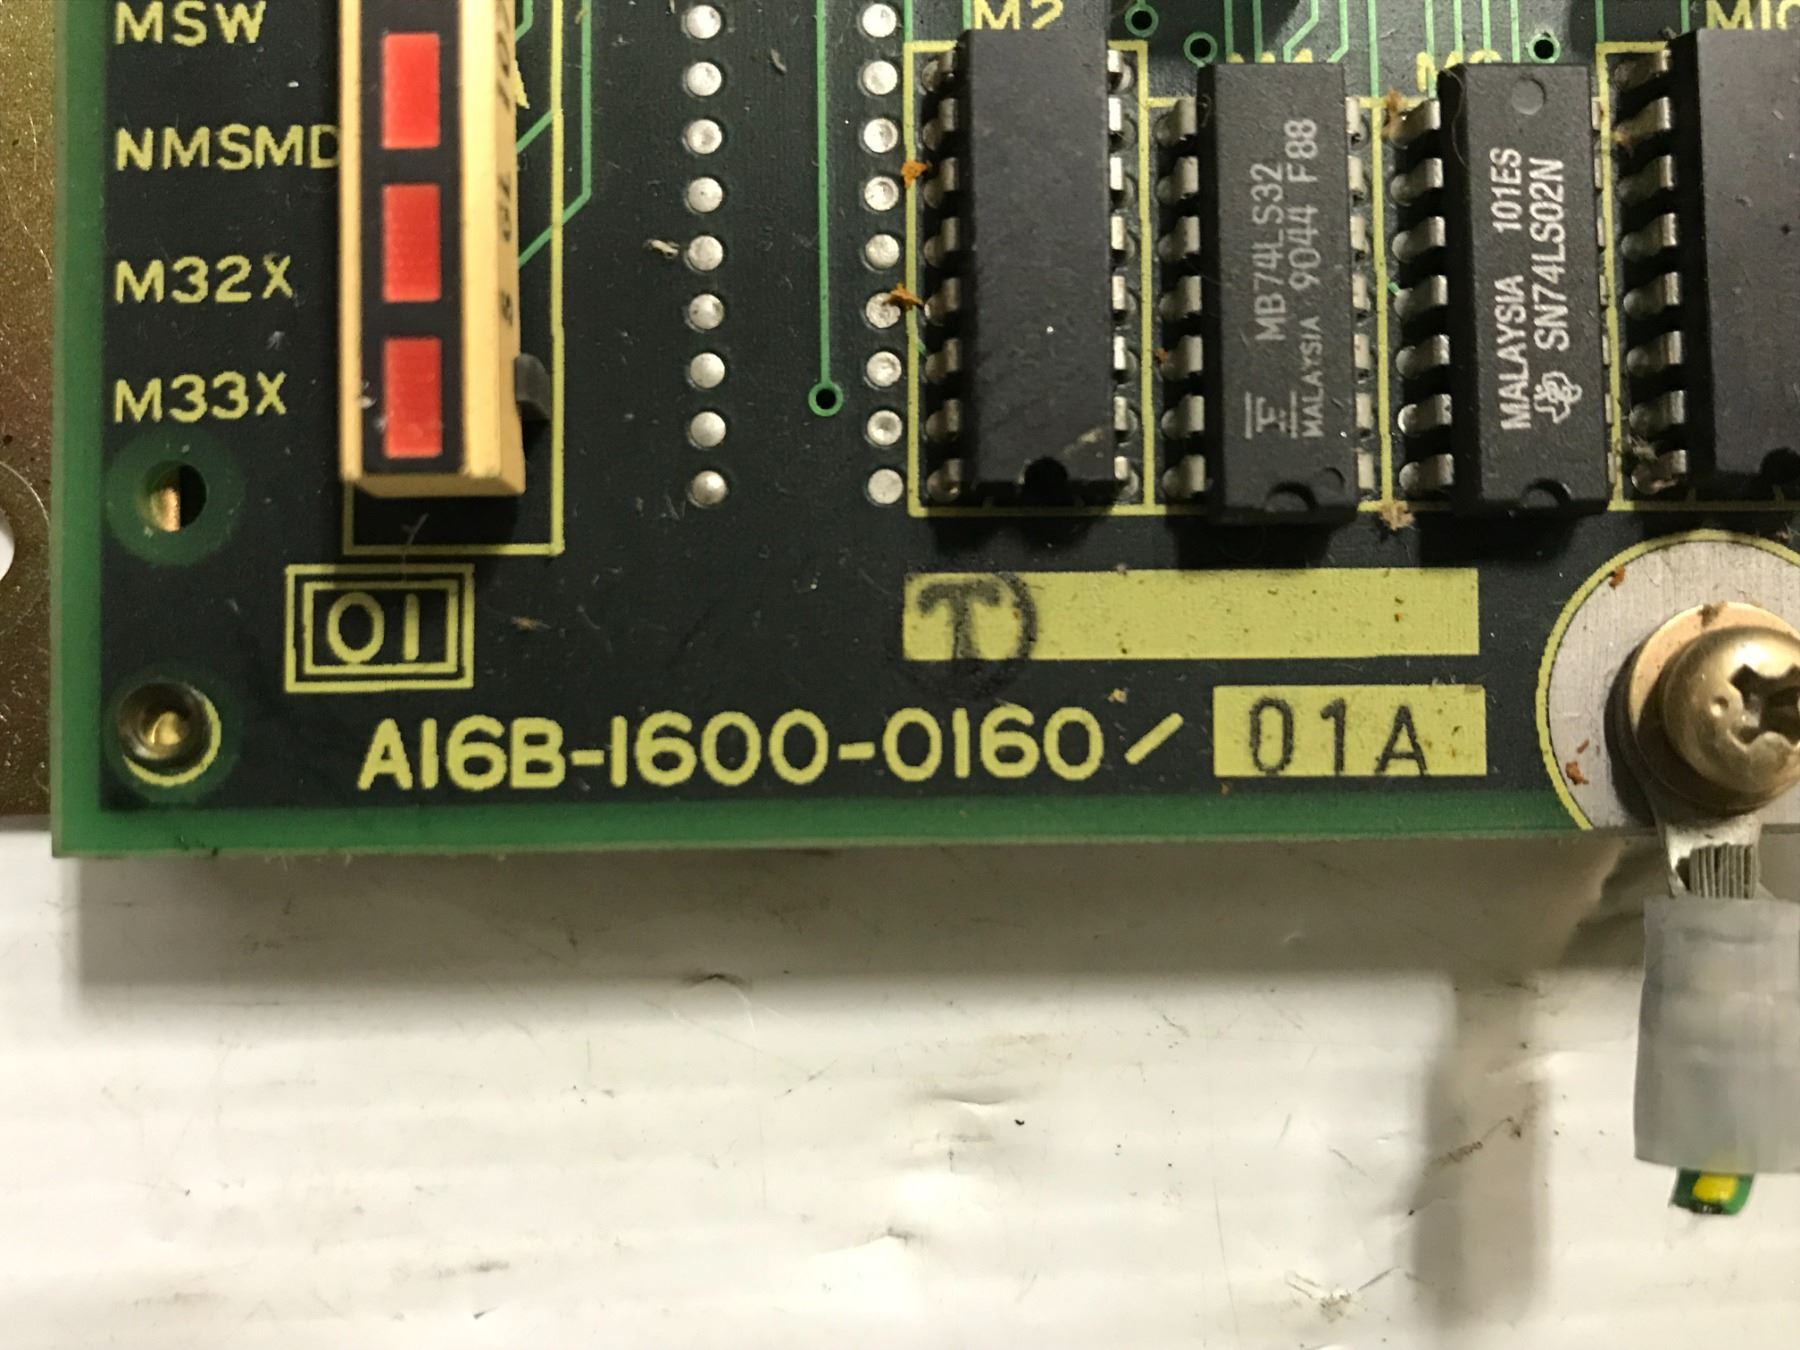 MSW
M2
NMSMD
M32X
M33X
MB74LS32
MALAYSIA 9044 F88
MALAYSIA 101ES
SN74LS02N
01
T
A16B-1600-0160/ 01A